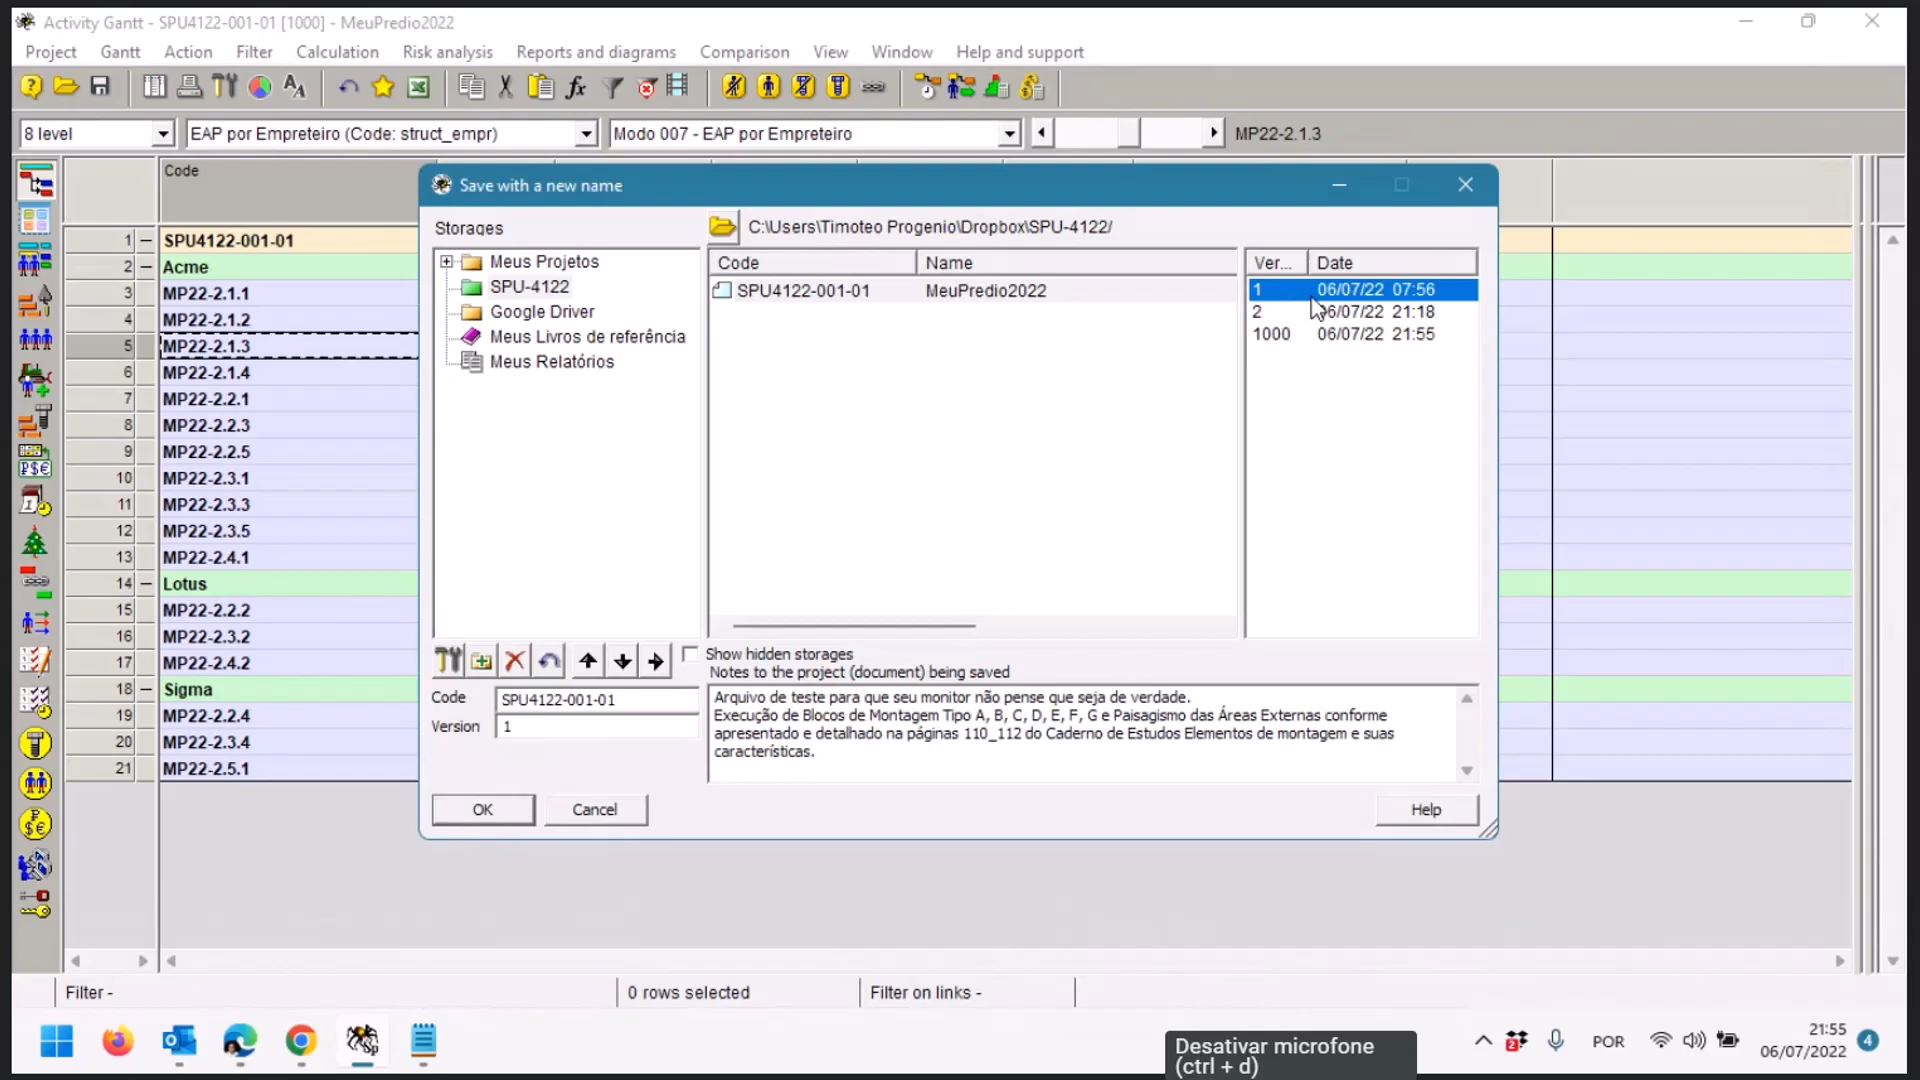 Activity Gantt - SPU4122-001-01 [1000] - MeuPredio2022
Project Gantt Action Filter Calculation Risk analysis Reports and diagrams Comparison View Window Help and support
8 level EAP por Empreteiro (Code: struct_empr) Modo 007 - EAP por Empreteiro MP22-2.1.3
Code
1 SPU4122-001-01
2 Acme
3 MP22-2.1.1
4 MP22-2.1.2
5 MP22-2.1.3
6 MP22-2.1.4
7 MP22-2.2.1
8 MP22-2.2.3
9 MP22-2.2.5
10 MP22-2.3.1
11 MP22-2.3.3
12 MP22-2.3.5
13 MP22-2.4.1
14 Lotus
15 MP22-2.2.2
16 MP22-2.3.2
17 MP22-2.4.2
18 Sigma
19 MP22-2.2.4
20 MP22-2.3.4
21 MP22-2.5.1
Save with a new name
Storages
C:\Users\Timoteo Progenio\Dropbox\SPU-4122/
Meus Projetos
SPU-4122
Google Driver
Meus Livros de referência
Meus Relatórios
Code Name
SPU4122-001-01 MeuPredio2022
Ver... Date
1 06/07/22 07:56
2 06/07/22 21:18
1000 06/07/22 21:55
Show hidden storages
Notes to the project (document) being saved
Code SPU4122-001-01
Version 1
Arquivo de teste para que seu monitor não pense que seja de verdade.
Execução de Blocos de Montagem Tipo A, B, C, D, E, F, G e Paisagismo das Áreas Externas conforme
apresentado e detalhado na páginas 110_112 do Caderno de Estudos Elementos de montagem e suas
características.
OK Cancel Help
Filter - 0 rows selected Filter on links -
Desativar microfone
(ctrl + d)
POR
21:55
06/07/2022
4